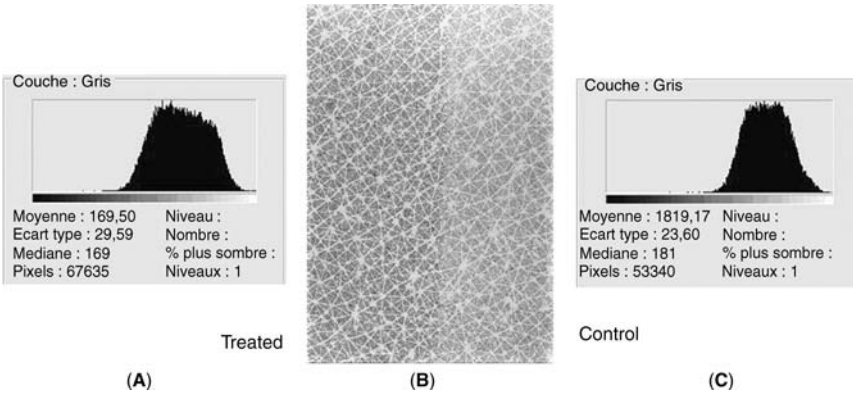 Couche : Gris
Moyenne : 169,50 Niveau :
Ecart type : 29,59 Nombre :
Mediane : 169 % plus sombre :
Pixels : 67635 Niveaux : 1
Treated
(A)
(B)
Couche : Gris
Moyenne : 1819,17 Niveau :
Ecart type : 23,60 Nombre :
Mediane : 181 % plus sombre :
Pixels : 53340 Niveaux : 1
Control
(C)